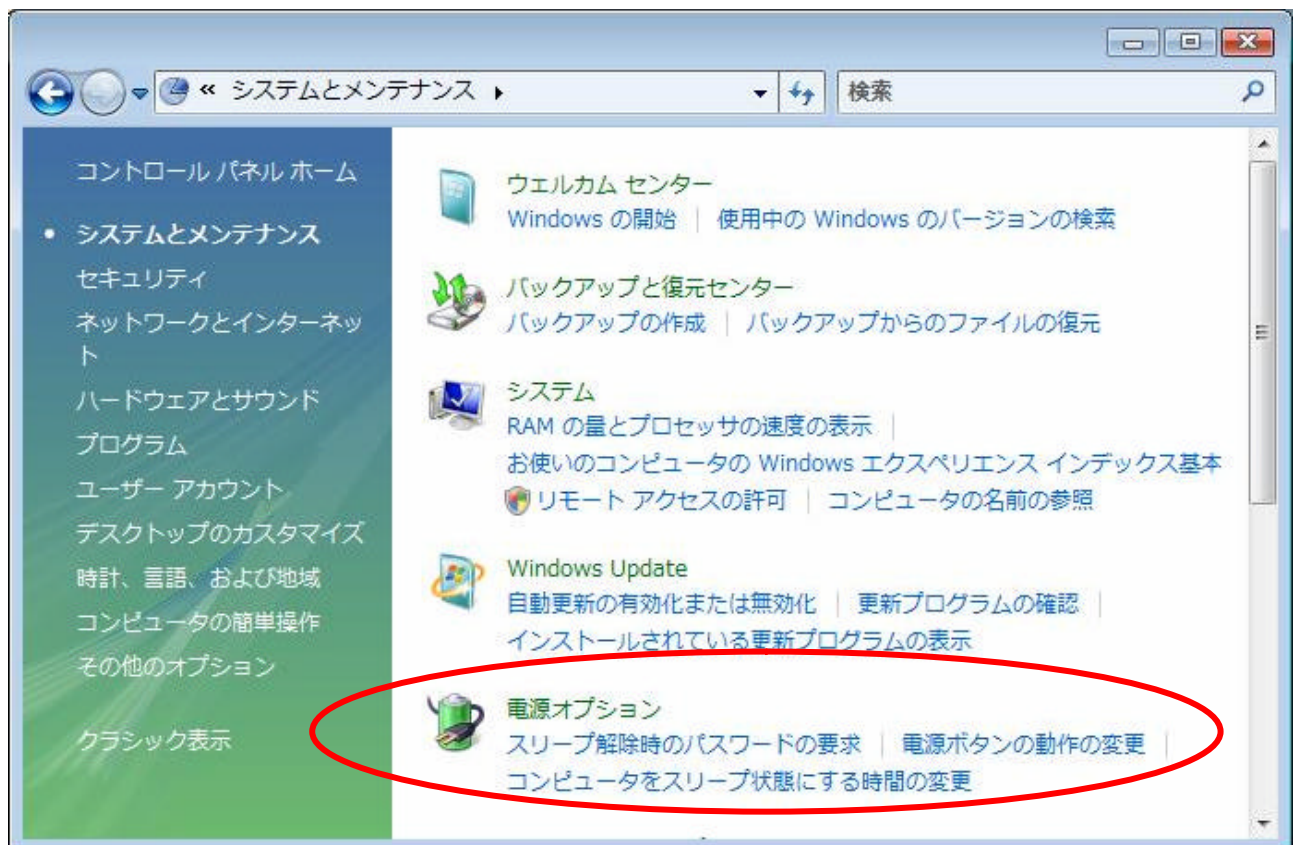 « システムとメンテナンス
検索
コントロール パネル ホーム
• システムとメンテナンス
セキュリティ
ネットワークとインターネッ
ト
ハードウェアとサウンド
プログラム
ユーザー アカウント
デスクトップのカスタマイズ
時計、言語、および地域
コンピュータの簡単操作
その他のオプション
クラシック表示
ウェルカム センター
Windows の開始 | 使用中の Windows のバージョンの検索
バックアップと復元センター
バックアップの作成 | バックアップからのファイルの復元
システム
RAM の量とプロセッサの速度の表示 |
お使いのコンピュータの Windows エクスペリエンス インデックス基本
リモート アクセスの許可 | コンピュータの名前の参照
Windows Update
自動更新の有効化または無効化 | 更新プログラムの確認 |
インストールされている更新プログラムの表示
電源オプション
スリープ解除時のパスワードの要求 | 電源ボタンの動作の変更 |
コンピュータをスリープ状態にする時間の変更